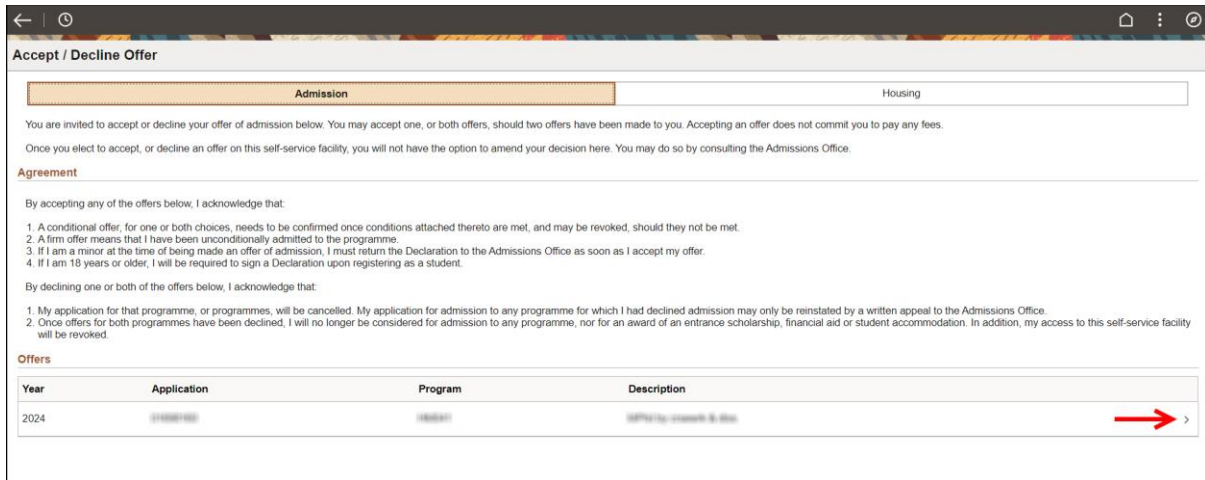 Accept / Decline Offer
Admission Housing
You are invited to accept or decline your offer of admission below. You may accept one, or both offers, should two offers have been made to you. Accepting an offer does not commit you to pay any fees.
Once you elect to accept, or decline an offer on this self-service facility, you will not have the option to amend your decision here. You may do so by consulting the Admissions Office.
Agreement
By accepting any of the offers below, I acknowledge that:
1. A conditional offer, for one or both choices, needs to be confirmed once conditions attached thereto are met, and may be revoked, should they not be met.
2. A firm offer means that I have been unconditionally admitted to the programme.
3. If I am a minor at the time of being made an offer of admission, I must return the Declaration to the Admissions Office as soon as I accept my offer.
4. If I am 18 years or older, I will be required to sign a Declaration upon registering as a student.
By declining one or both of the offers below, I acknowledge that:
1. My application for that programme, or programmes, will be cancelled. My application for admission to any programme for which I had declined admission may only be reinstated by a written appeal to the Admissions Office.
2. Once offers for both programmes have been declined, I will no longer be considered for admission to any programme, nor for an award of an entrance scholarship, financial aid or student accommodation. In addition, my access to this self-service facility
will be revoked.
Offers
Year Application Program Description
2024